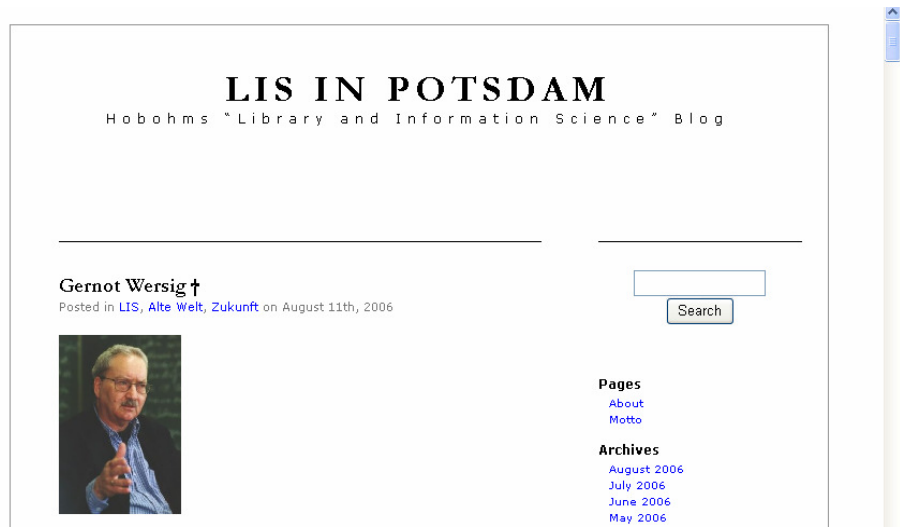 LIS IN POTSDAM
Hobohms “Library and Information Science” Blog
Gernot Wersig †
Posted in LIS, Alte Welt, Zukunft on August 11th, 2006
Search
Pages
About
Motto
Archives
August 2006
July 2006
June 2006
May 2006